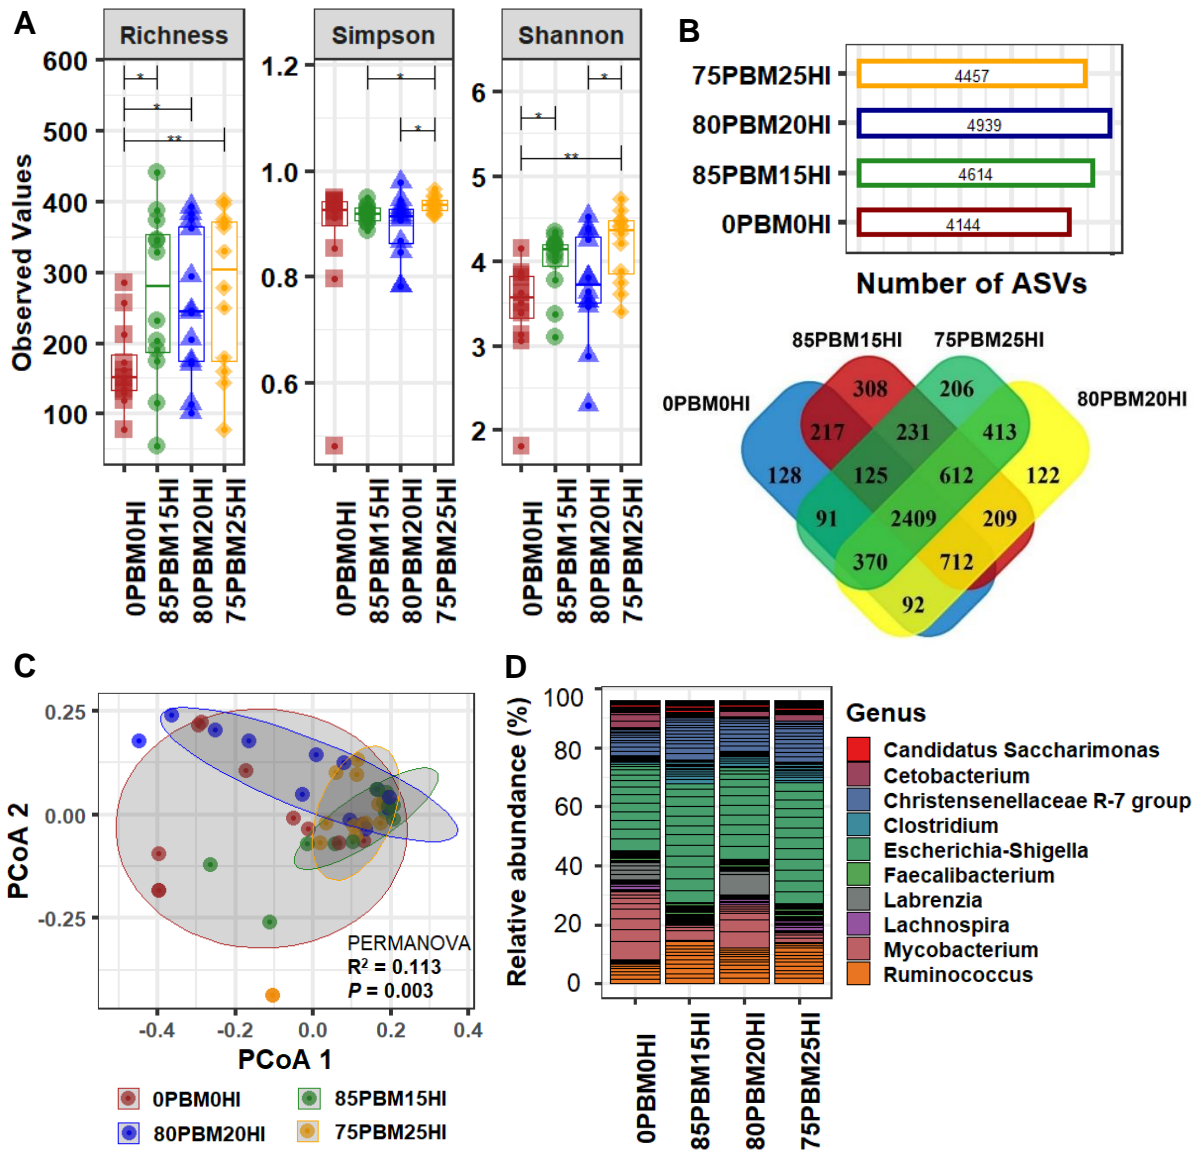 A
Richness
Simpson
Shannon
Observed Values
600
500
400
300
200
100
*
*
**
1.2
1.0
0.8
0.6
*
*
6
5
4
3
2
*
*
**
0PBM0HI
85PBM15HI
80PBM20HI
75PBM25HI
0PBM0HI
85PBM15HI
80PBM20HI
75PBM25HI
0PBM0HI
85PBM15HI
80PBM20HI
75PBM25HI
B
75PBM25HI 4457
80PBM20HI 4939
85PBM15HI 4614
0PBM0HI 4144
Number of ASVs
85PBM15HI 75PBM25HI
0PBM0HI 80PBM20HI
308 206
217 231 413
128 125 612 122
91 2409 209
370 712
92
C
PCoA 2
0.25
0.00
-0.25
PERMANOVA
R² = 0.113
P = 0.003
-0.4 -0.2 0.0 0.2 0.4
PCoA 1
0PBM0HI 85PBM15HI
80PBM20HI 75PBM25HI
D
Relative abundance (%)
100
80
60
40
20
0
0PBM0HI
85PBM15HI
80PBM20HI
75PBM25HI
Genus
Candidatus Saccharimonas
Cetobacterium
Christensenellaceae R-7 group
Clostridium
Escherichia-Shigella
Faecalibacterium
Labrenzia
Lachnospira
Mycobacterium
Ruminococcus